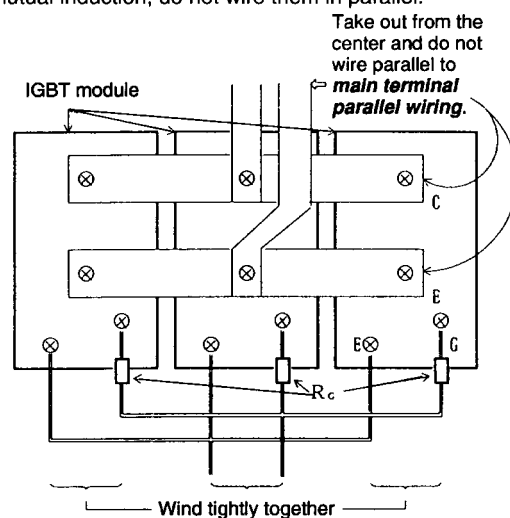 mutual induction, do not wire them in parallel.
Take out from the
center and do not
wire parallel to
main terminal
parallel wiring.
IGBT module
C
E
E
G
RG
Wind tightly together